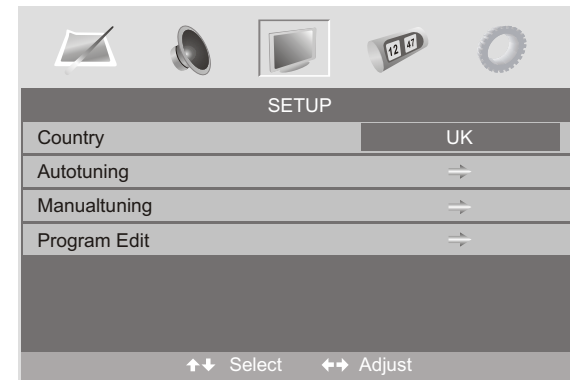 12 47
SETUP
Country UK
Autotuning
Manualtuning
Program Edit
Select Adjust